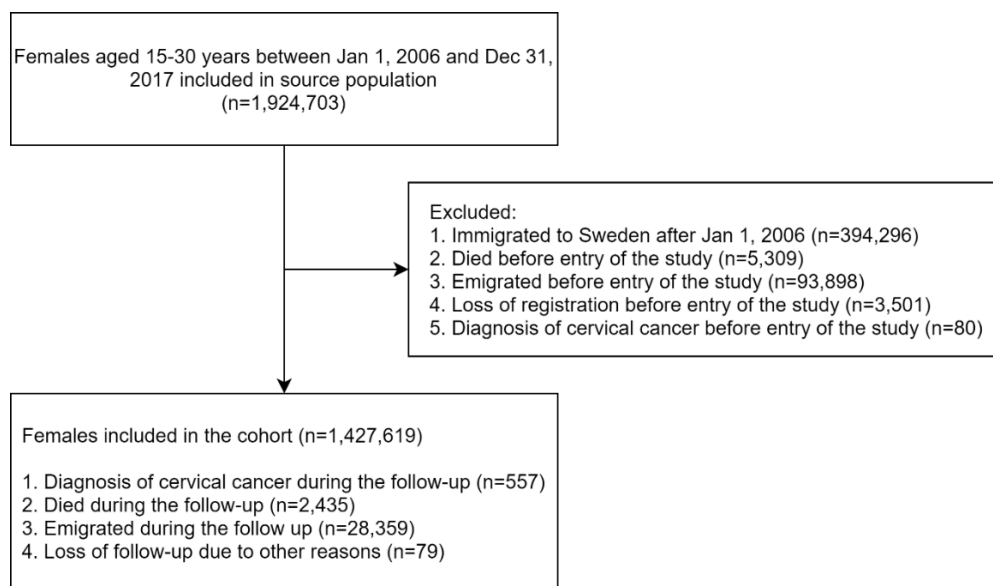 Females aged 15-30 years between Jan 1, 2006 and Dec 31,
2017 included in source population
(n=1,924,703)
Excluded:
1. Immigrated to Sweden after Jan 1, 2006 (n=394,296)
2. Died before entry of the study (n=5,309)
3. Emigrated before entry of the study (n=93,898)
4. Loss of registration before entry of the study (n=3,501)
5. Diagnosis of cervical cancer before entry of the study (n=80)
Females included in the cohort (n=1,427,619)
1. Diagnosis of cervical cancer during the follow-up (n=557)
2. Died during the follow-up (n=2,435)
3. Emigrated during the follow up (n=28,359)
4. Loss of follow-up due to other reasons (n=79)